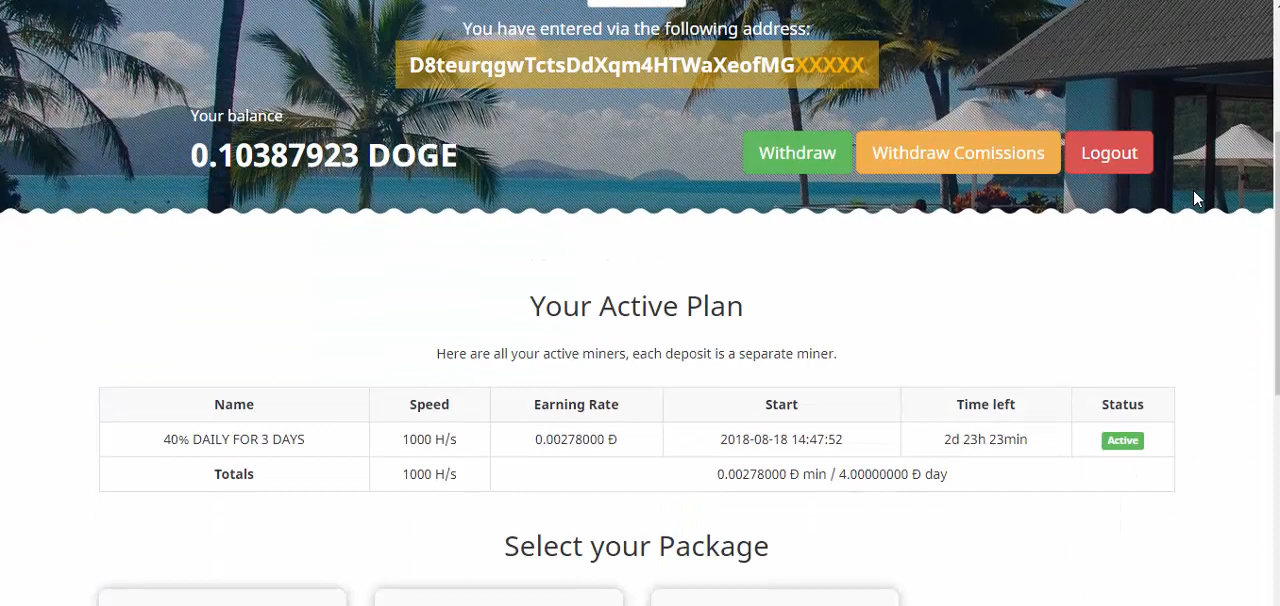 You have entered via the following address:
D8teurqgwTctsDdXqm4HTWaXeofMGXXXXX
Your balance
0.10387923 DOGE
Withdraw Withdraw Comissions Logout
Your Active Plan
Here are all your active miners, each deposit is a separate miner.
Name Speed Earning Rate Start Time left Status
40% DAILY FOR 3 DAYS 1000 H/s 0.00278000 Ð 2018-08-18 14:47:52 2d 23h 23min Active
Totals 1000 H/s 0.00278000 Ð min / 4.00000000 Ð day
Select your Package